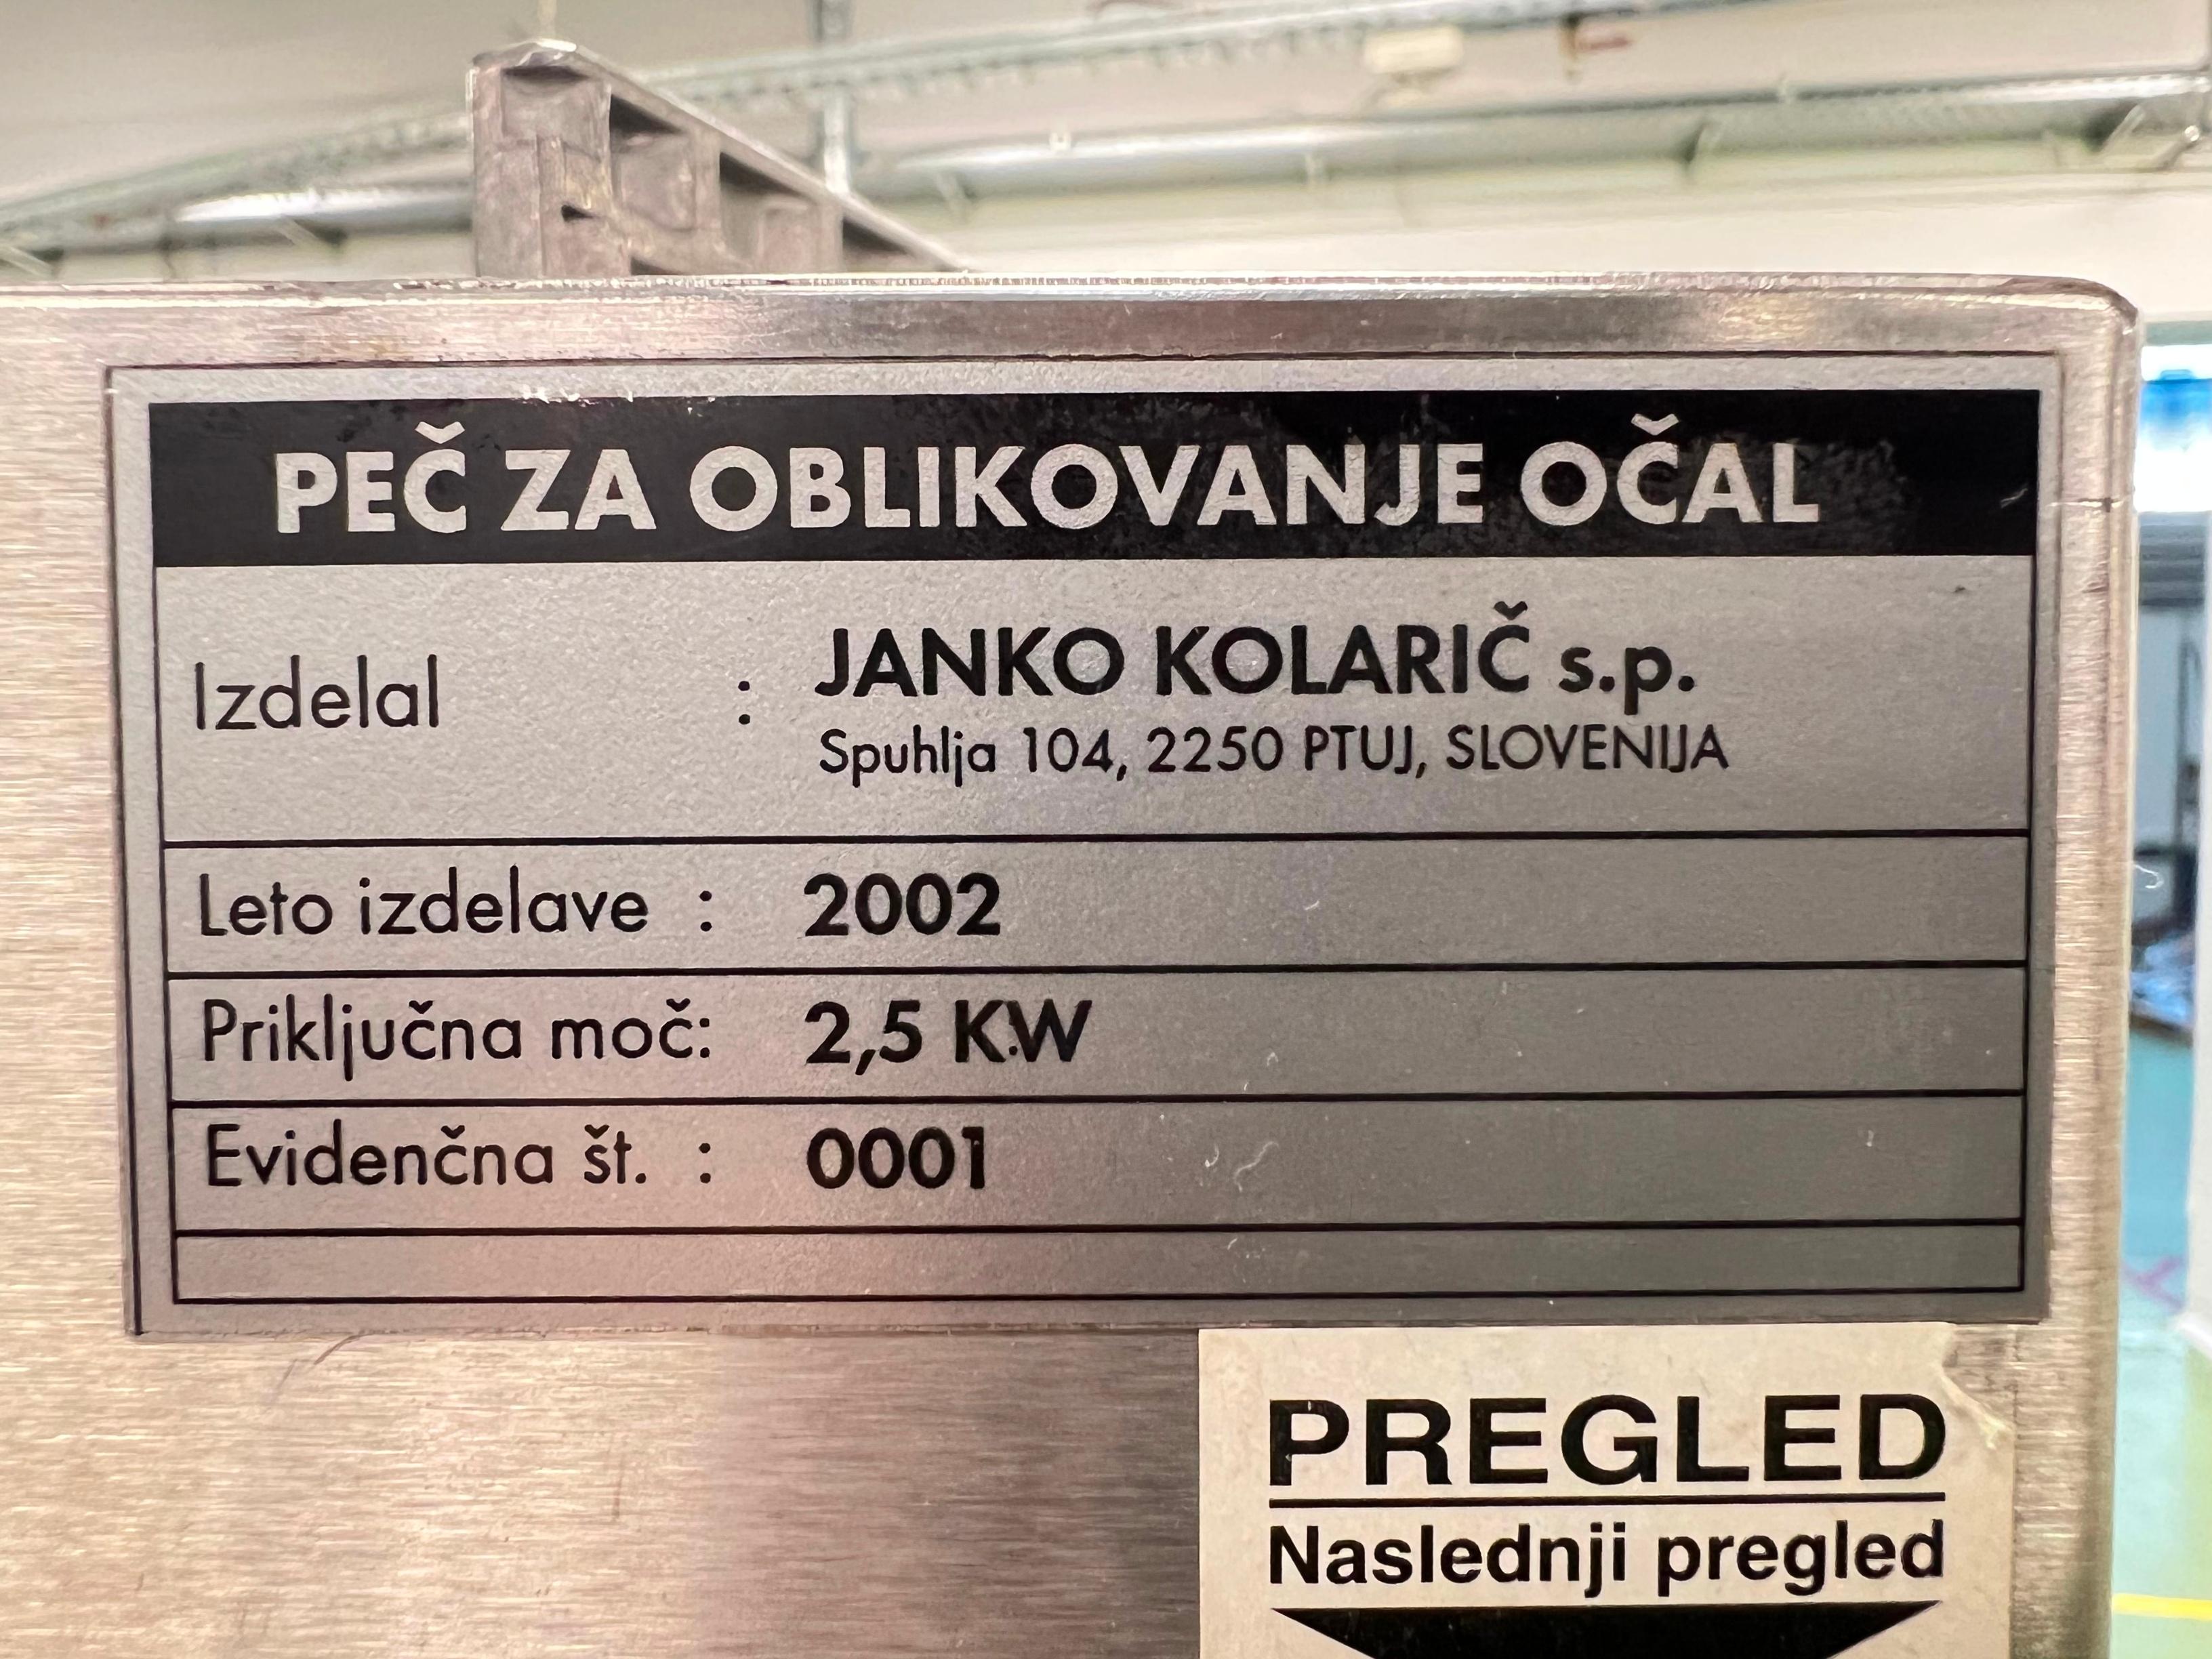 PEČ ZA OBLIKOVANJE OČAL
Izdelal : JANKO KOLARIČ s.p.
Spuhlja 104, 2250 PTUJ, SLOVENIJA
Leto izdelave : 2002
Priključna moč: 2,5 KW
Evidenčna št. : 0001
PREGLED
Naslednji pregled